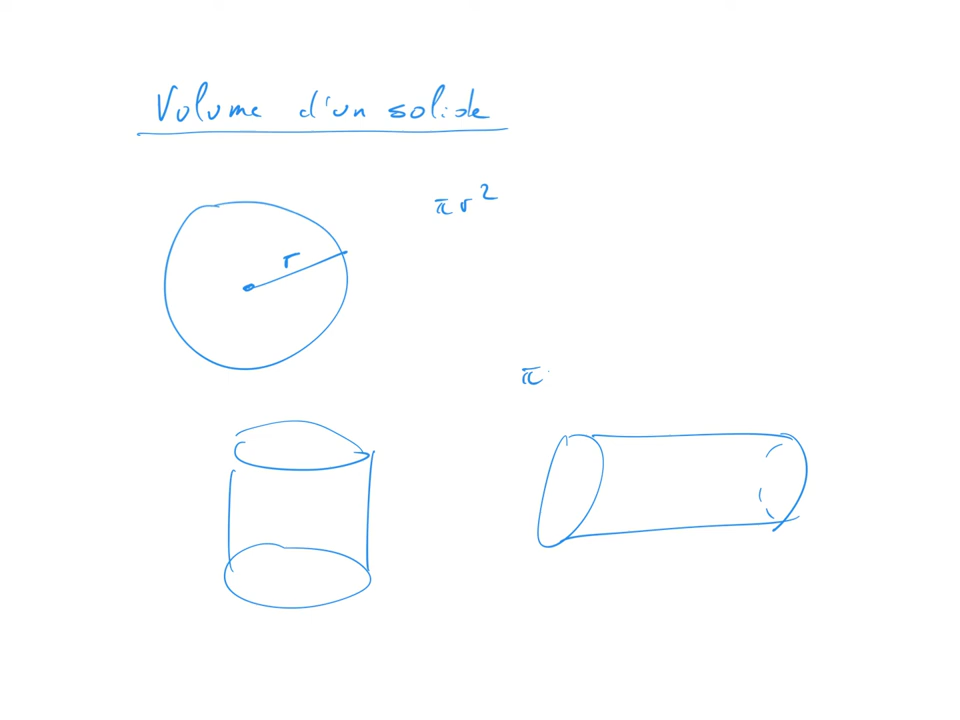 Volume d'un solide
πr²
r
π